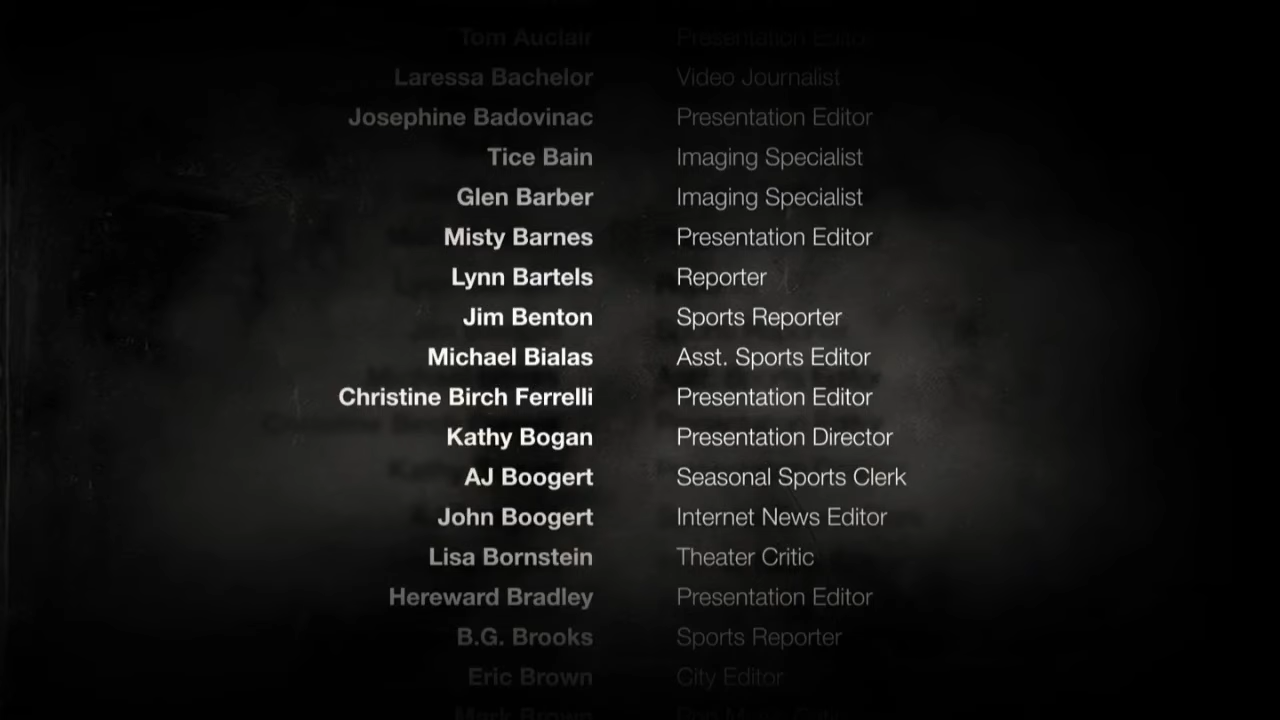 Tom Auclair Presentation Editor
Laressa Bachelor Video Journalist
Josephine Badovinac Presentation Editor
Tice Bain Imaging Specialist
Glen Barber Imaging Specialist
Misty Barnes Presentation Editor
Lynn Bartels Reporter
Jim Benton Sports Reporter
Michael Bialas Asst. Sports Editor
Christine Birch Ferrelli Presentation Editor
Kathy Bogan Presentation Director
AJ Boogert Seasonal Sports Clerk
John Boogert Internet News Editor
Lisa Bornstein Theater Critic
Hereward Bradley Presentation Editor
B.G. Brooks Sports Reporter
Eric Brown City Editor
Mark Brown